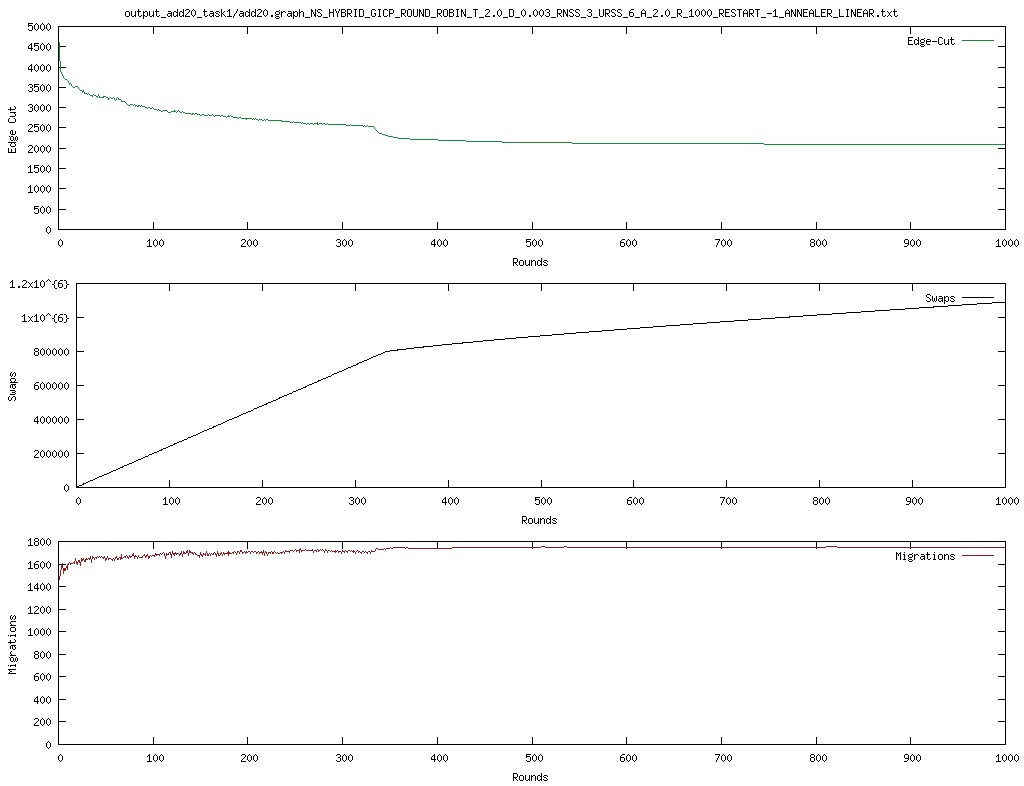 output_add20_task1/add20.graph_NS_HYBRID_GICP_ROUND_ROBIN_T_2.0_D_0.003_RNSS_3_URSS_6_A_2.0_R_1000_RESTART_-1_ANNEALER_LINEAR.txt
Edge-Cut
5000
4500
4000
3500
3000
2500
2000
1500
1000
500
0
Edge Cut
0 100 200 300 400 500 600 700 800 900 1000
Rounds
Swaps
1.2x10^{6}
1x10^{6}
800000
600000
400000
200000
0
Swaps
0 100 200 300 400 500 600 700 800 900 1000
Rounds
Migrations
1800
1600
1400
1200
1000
800
600
400
200
0
Migrations
0 100 200 300 400 500 600 700 800 900 1000
Rounds